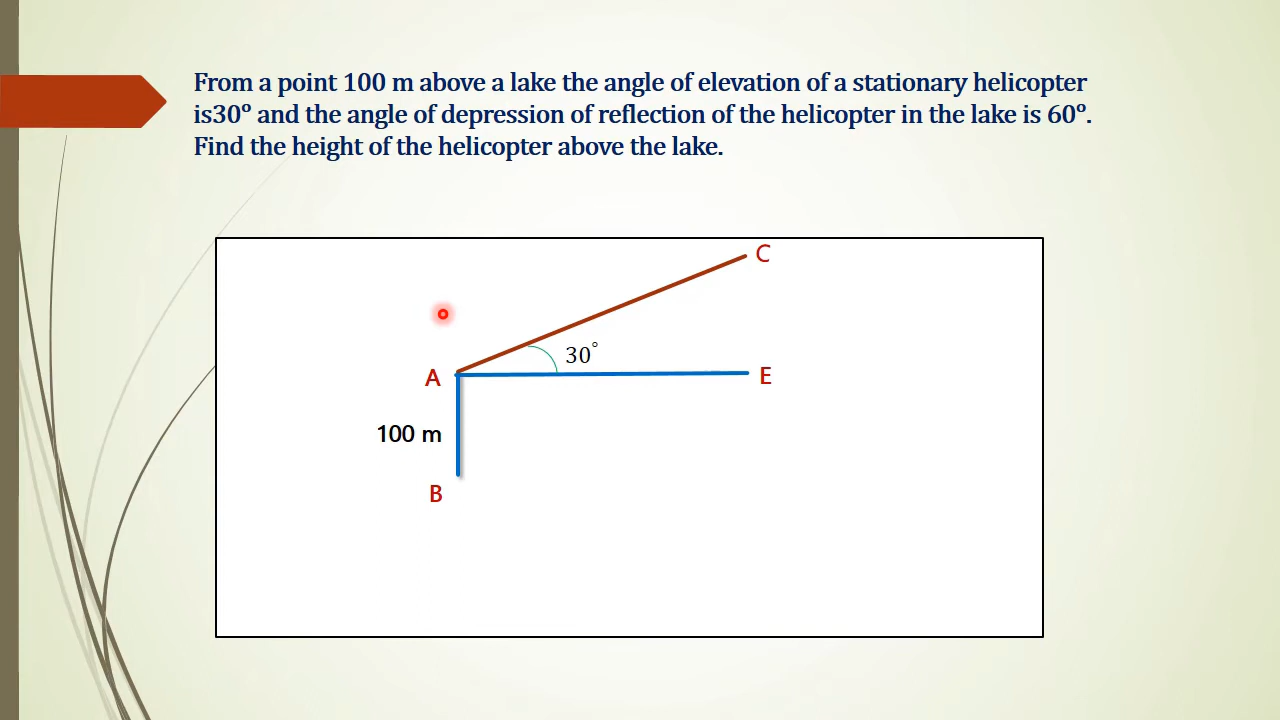 From a point 100 m above a lake the angle of elevation of a stationary helicopter
is30° and the angle of depression of reflection of the helicopter in the lake is 60°.
Find the height of the helicopter above the lake.
C
30°
A
E
100 m
B